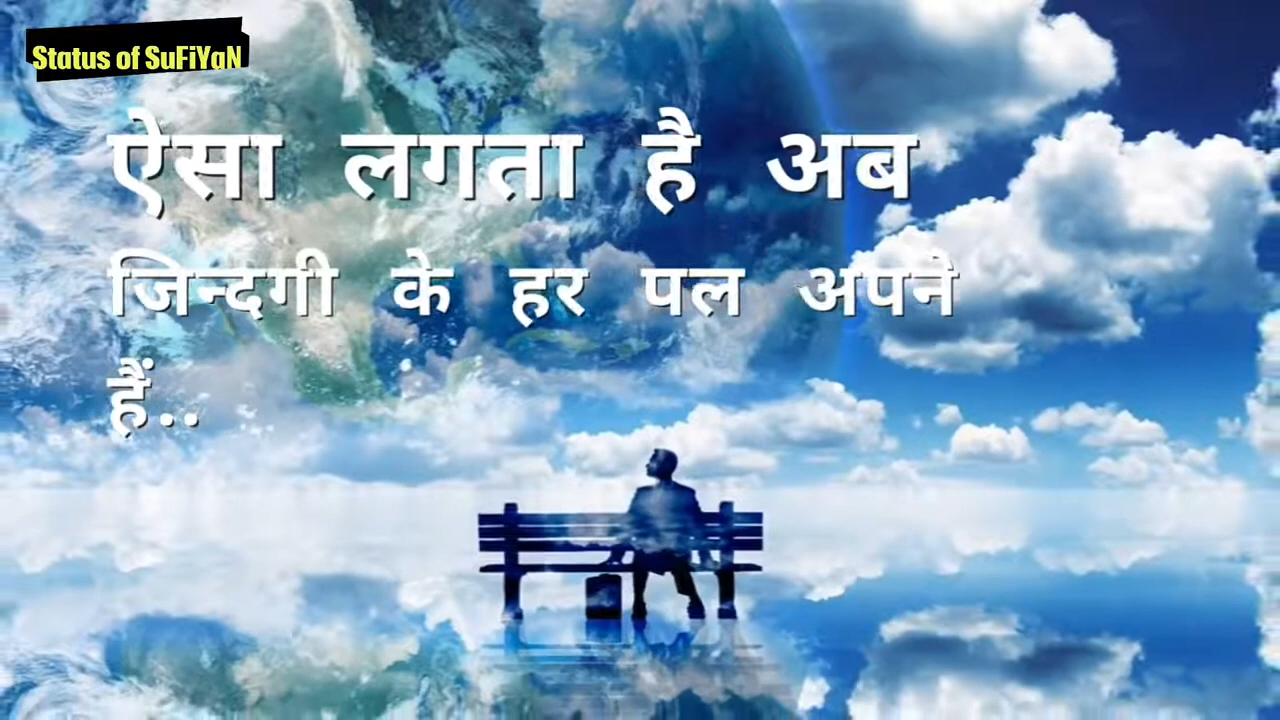 Status of SuFiYaN
ऐसा लगता है अब
जिन्दगी के हर पल अपने
हैं..